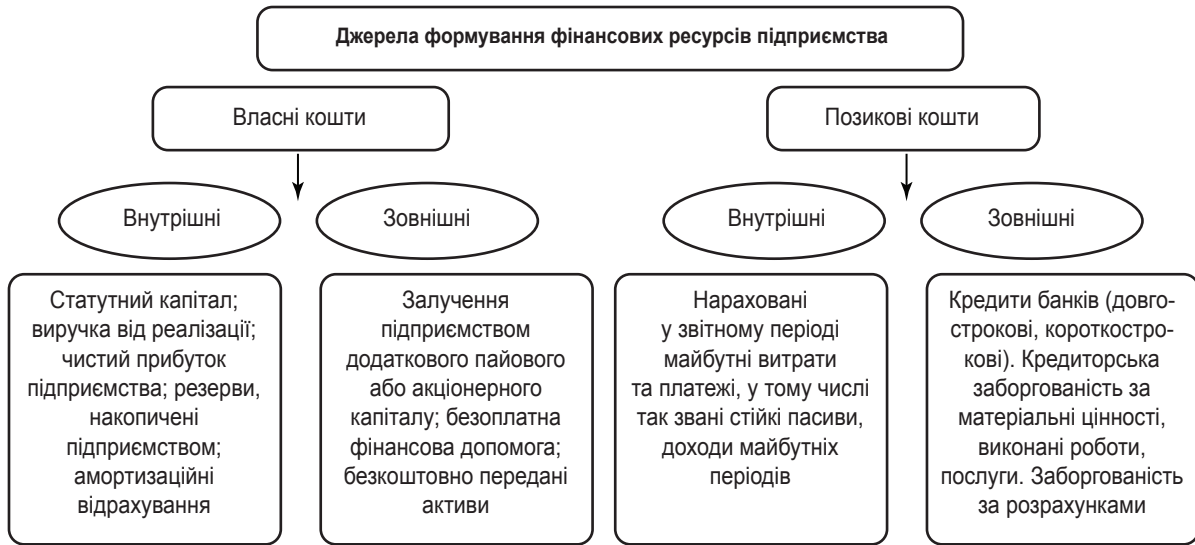 Джерела формування фінансових ресурсів підприємства
Власні кошти
Позикові кошти
Внутрішні
Зовнішні
Внутрішні
Зовнішні
Статутний капітал;
виручка від реалізації;
чистий прибуток
підприємства; резерви,
накопичені
підприємством;
амортизаційні
відрахування
Залучення
підприємством
додаткового пайового
або акціонерного
капіталу; безоплатна
фінансова допомога;
безкоштовно передані
активи
Нараховані
у звітному періоді
майбутні витрати
та платежі, у тому числі
так звані стійкі пасиви,
доходи майбутніх
періодів
Кредити банків (довго-
строкові, короткостро-
кові). Кредиторська
заборгованість за
матеріальні цінності,
виконані роботи,
послуги. Заборгованість
за розрахунками